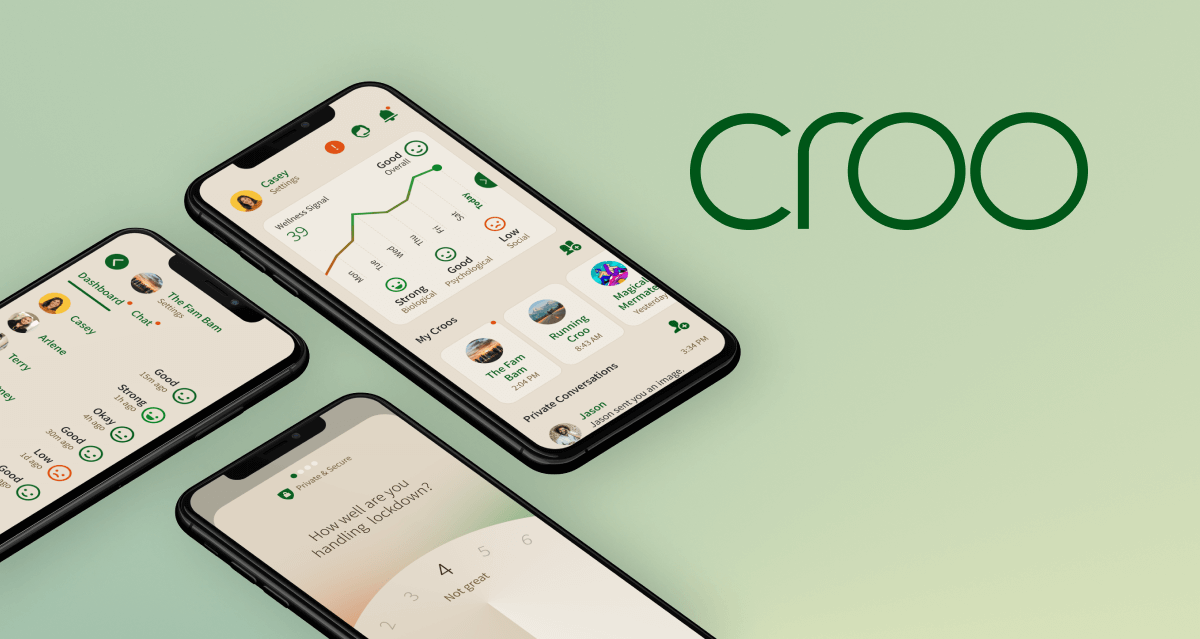 croo
Casey
Settings
!
Good
Overall
Wellness Signal
39
Mon
Tue
Wed
Thu
Fri
Sat
Today
Strong
Biological
Good
Psychological
Low
Social
My Croos
The Fam
Bam
2:04 PM
Running
Croo
8:43 AM
Magical
Mermate
Yesterday
Private Conversations
Jason
3:34 PM
Jason sent you an image.
The Fam Bam
Settings
Dashboard
Chat
Casey
Arlene
Terry
ney
Good
15m ago
Strong
1h ago
Okay
4h ago
Good
30m ago
Low
1d ago
Good
ago
Private & Secure
How well are you
handling lockdown?
2
3
4
5
6
Not great